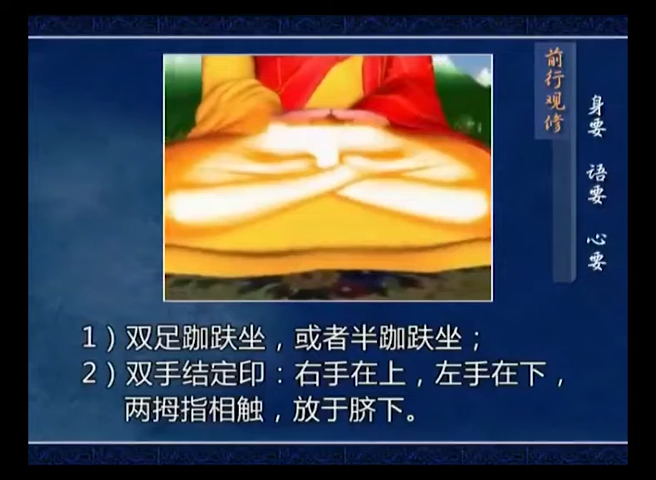 前行观修
身要 语要 心要
1）双足跏趺坐，或者半跏趺坐；
2）双手结定印：右手在上，左手在下，
两拇指相触，放于脐下。